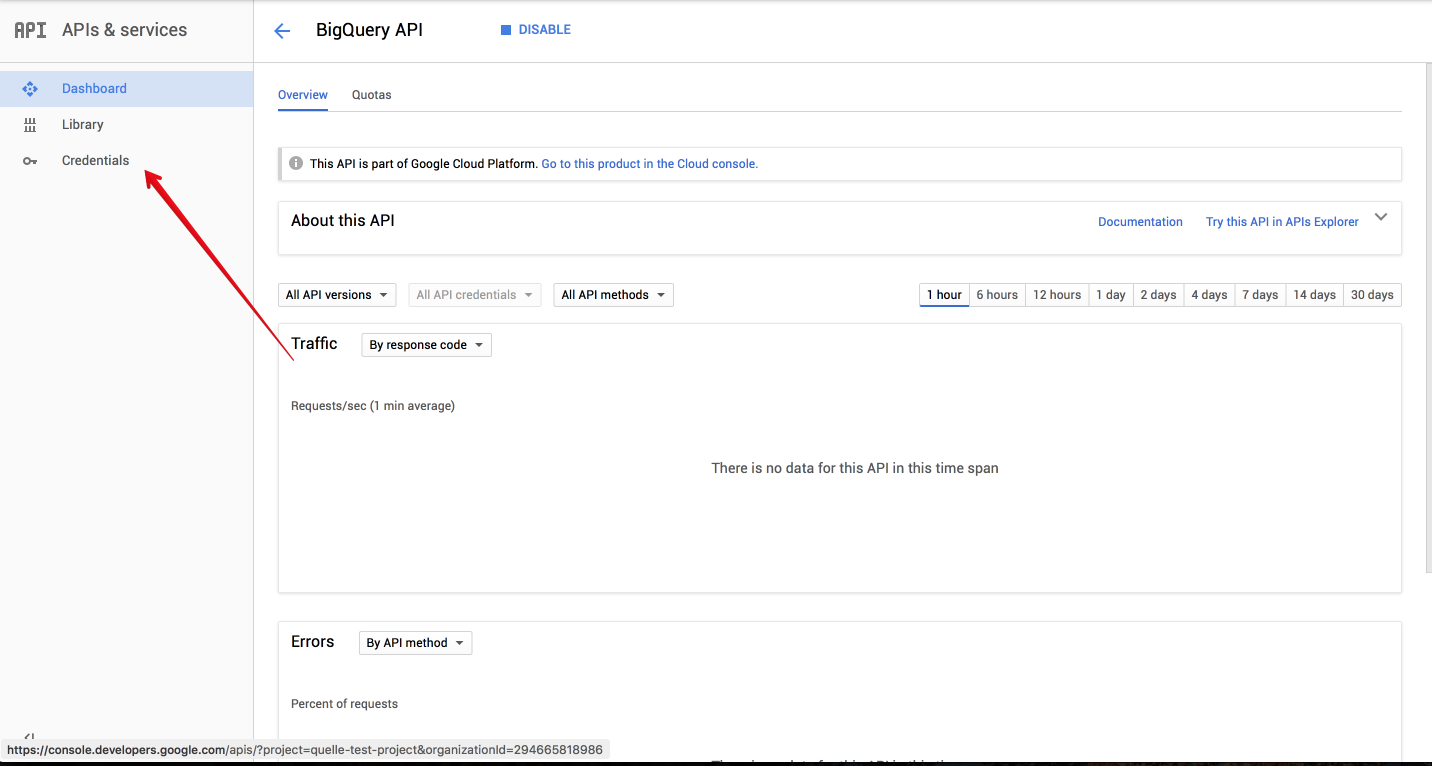 API APIs & services
BigQuery API
DISABLE
Dashboard
Library
Credentials
Overview Quotas
This API is part of Google Cloud Platform. Go to this product in the Cloud console.
About this API
Documentation Try this API in APIs Explorer
All API versions All API credentials All API methods
1 hour 6 hours 12 hours 1 day 2 days 4 days 7 days 14 days 30 days
Traffic By response code
Requests/sec (1 min average)
There is no data for this API in this time span
Errors By API method
Percent of requests
https://console.developers.google.com/apis/?project=quelle-test-project&organizationId=294665818986